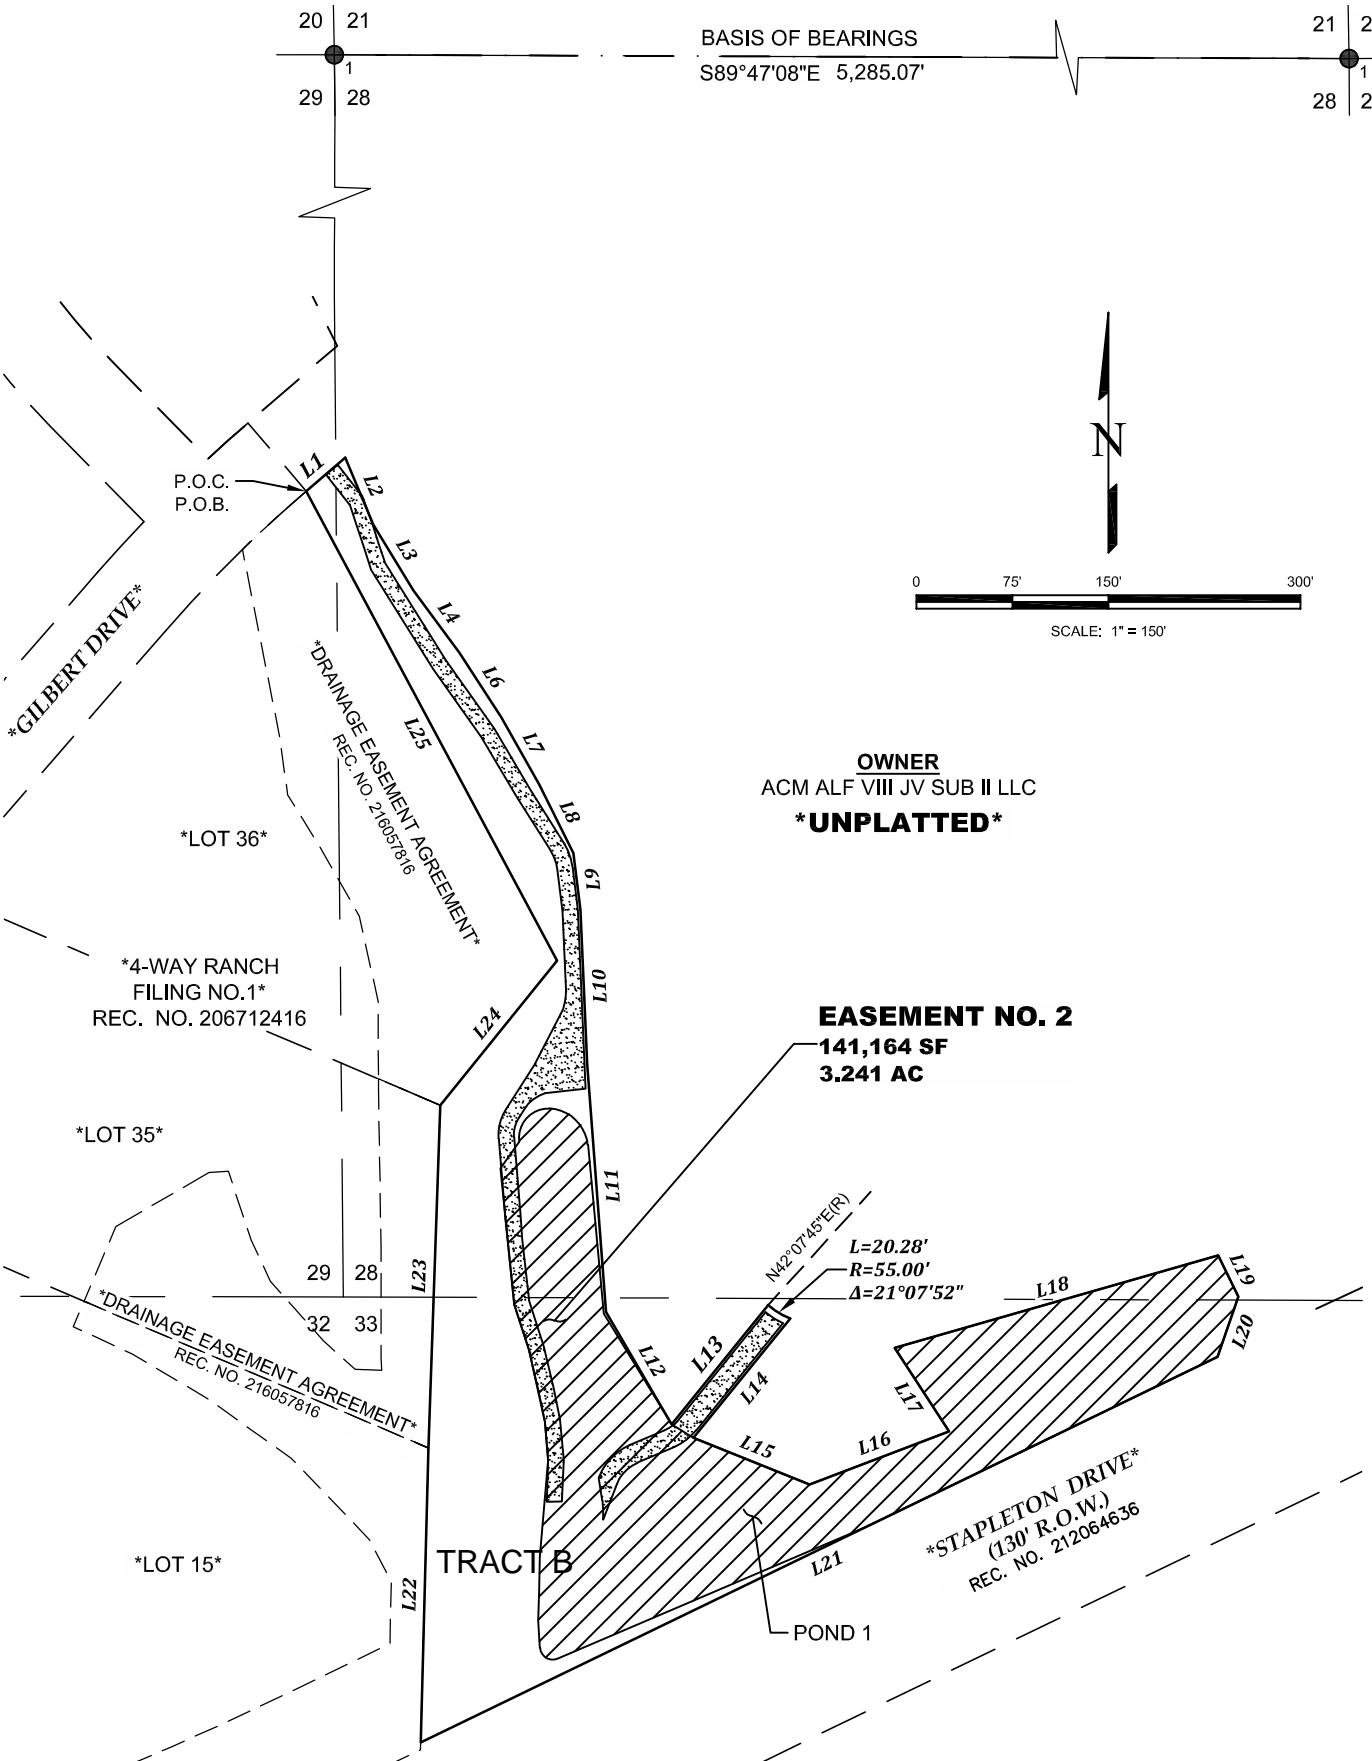 20 21
29 28
1
BASIS OF BEARINGS
S89°47'08"E 5,285.07'
21 2
28 2
1
P.O.C.
P.O.B.
L1
L2
L3
L4
L6
L7
L8
L9
L10
L11
L12
L13
L14
L15
L16
L17
L18
L19
L20
L21
L22
L23
L24
L25
N
0 75' 150' 300'
SCALE: 1" = 150'
*GILBERT DRIVE*
*DRAINAGE EASEMENT AGREEMENT*
REC. NO. 216057816
OWNER
ACM ALF VIII JV SUB II LLC
*UNPLATTED*
*LOT 36*
*4-WAY RANCH
FILING NO.1*
REC. NO. 206712416
EASEMENT NO. 2
141,164 SF
3.241 AC
*LOT 35*
N42°07'45"E(R)
L=20.28'
R=55.00'
Δ=21°07'52"
29 28
32 33
*DRAINAGE EASEMENT AGREEMENT*
REC. NO. 216057816
*STAPLETON DRIVE*
(130' R.O.W.)
REC. NO. 212064636
*LOT 15*
TRACT B
POND 1